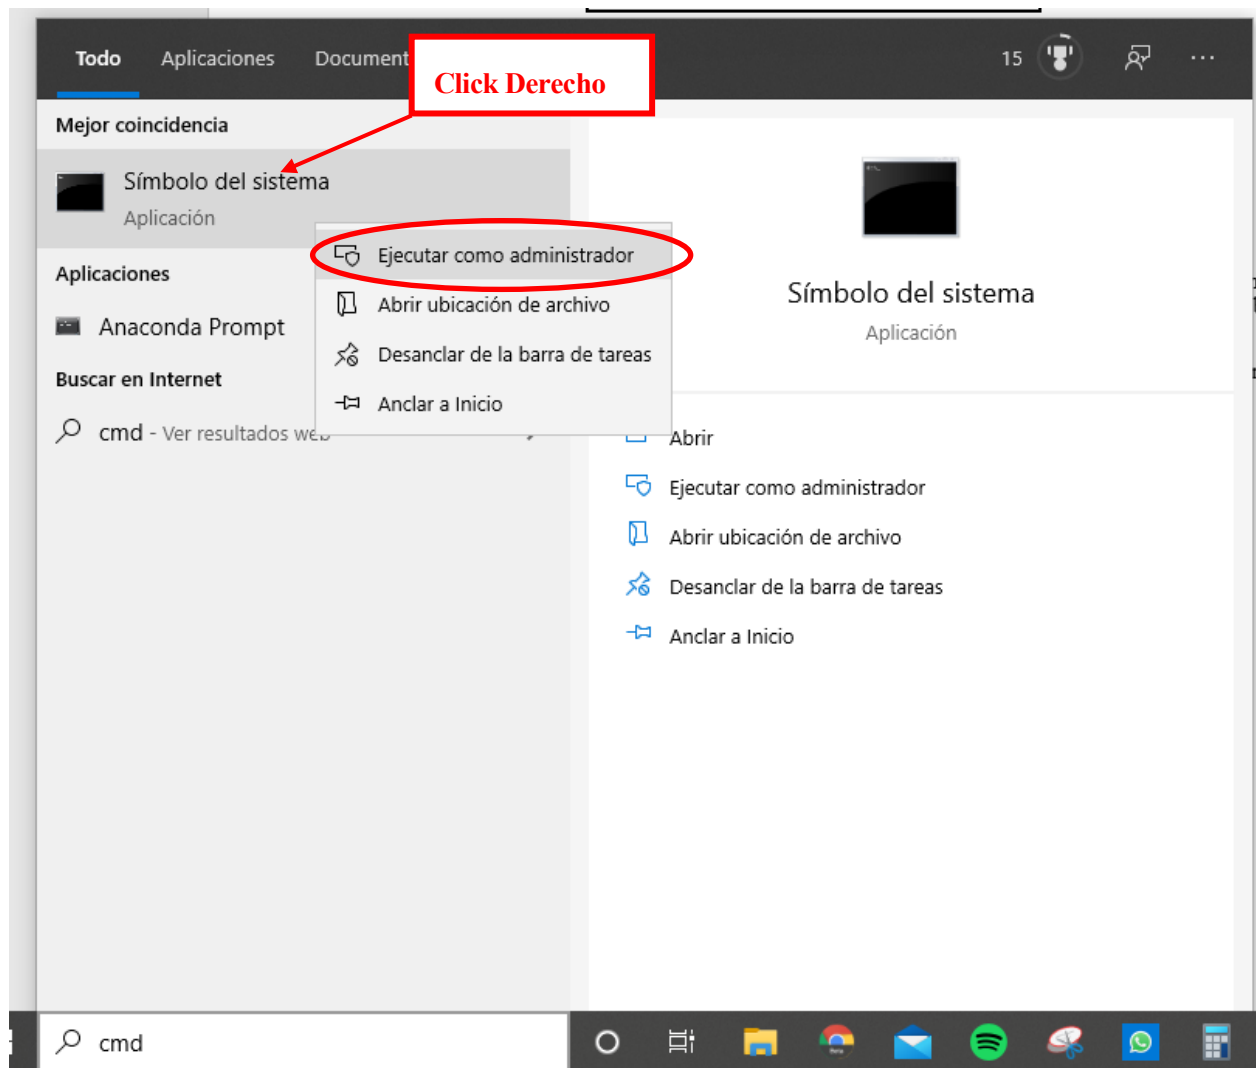 Todo Aplicaciones Document
15
Click Derecho
Mejor coincidencia
Símbolo del sistema
Aplicación
Ejecutar como administrador
Abrir ubicación de archivo
Desanclar de la barra de tareas
Anclar a Inicio
Aplicaciones
Anaconda Prompt
Buscar en Internet
cmd - Ver resultados web
Símbolo del sistema
Aplicación
Abrir
Ejecutar como administrador
Abrir ubicación de archivo
Desanclar de la barra de tareas
Anclar a Inicio
cmd